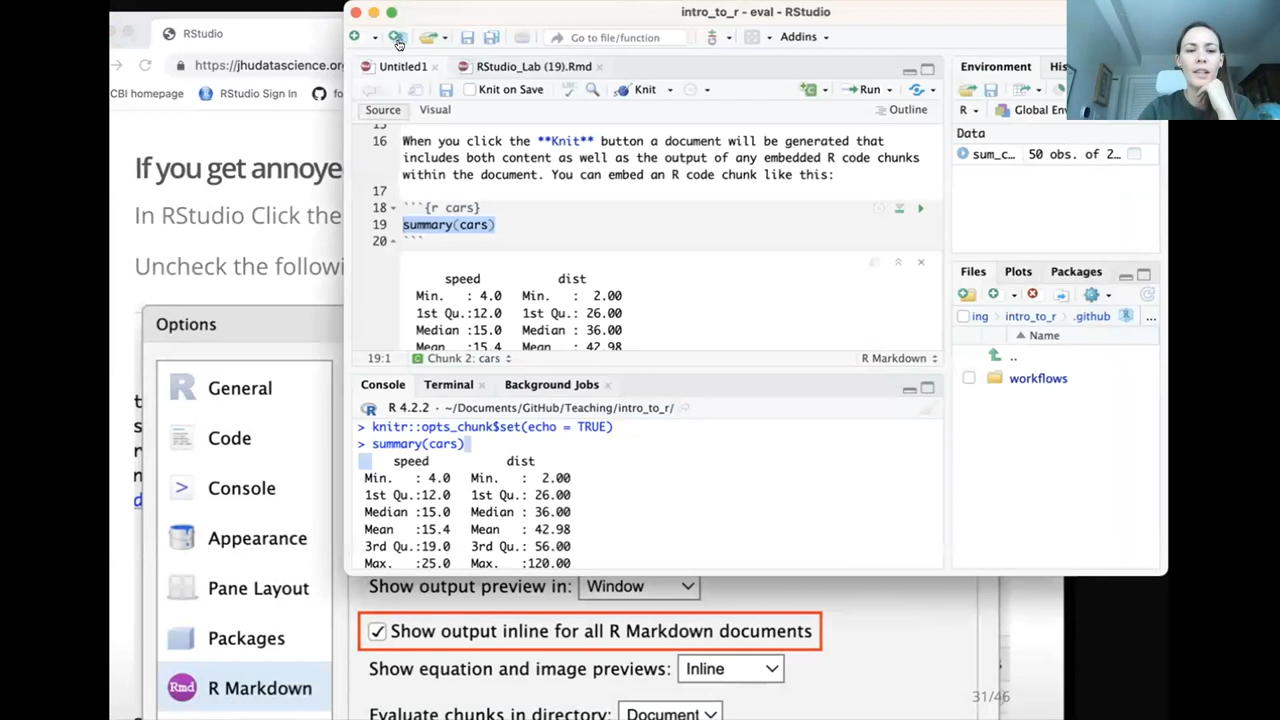 RStudio
https://jhudatascience.or
CBI homepage RStudio Sign In
If you get annoye
In RStudio Click the
Uncheck the followi
Options
General
Code
Console
Appearance
Pane Layout
Packages
R Markdown
intro_to_r - eval - RStudio
Go to file/function Addins
Untitled1 RStudio_Lab (19).Rmd
Knit on Save Knit Run
Source Visual Outline
16 When you click the **Knit** button a document will be generated that
includes both content as well as the output of any embedded R code chunks
within the document. You can embed an R code chunk like this:
17
18 ```{r cars}
19 summary(cars)
20 ```
speed dist
Min. : 4.0 Min. : 2.00
1st Qu.:12.0 1st Qu.: 26.00
Median :15.0 Median : 36.00
Mean :15.4 Mean : 42.98
19:1 Chunk 2: cars R Markdown
Console Terminal Background Jobs
R 4.2.2 · ~/Documents/GitHub/Teaching/intro_to_r/
> knitr::opts_chunk$set(echo = TRUE)
> summary(cars)
speed dist
Min. : 4.0 Min. : 2.00
1st Qu.:12.0 1st Qu.: 26.00
Median :15.0 Median : 36.00
Mean :15.4 Mean : 42.98
3rd Qu.:19.0 3rd Qu.: 56.00
Max. :25.0 Max. :120.00
Environment His
R Global Env
Data
sum_c... 50 obs. of 2...
Files Plots Packages
ing intro_to_r .github ...
Name
..
workflows
Show output preview in: Window
Show output inline for all R Markdown documents
Show equation and image previews: Inline
Evaluate chunks in directory: Document
31/46